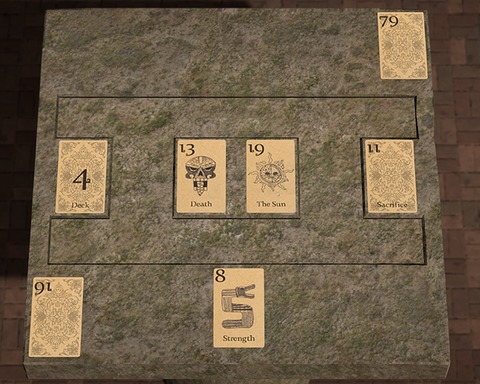 79
4
Deck
13
Death
19
The Sun
11
Sacrifice
91
8
Strength